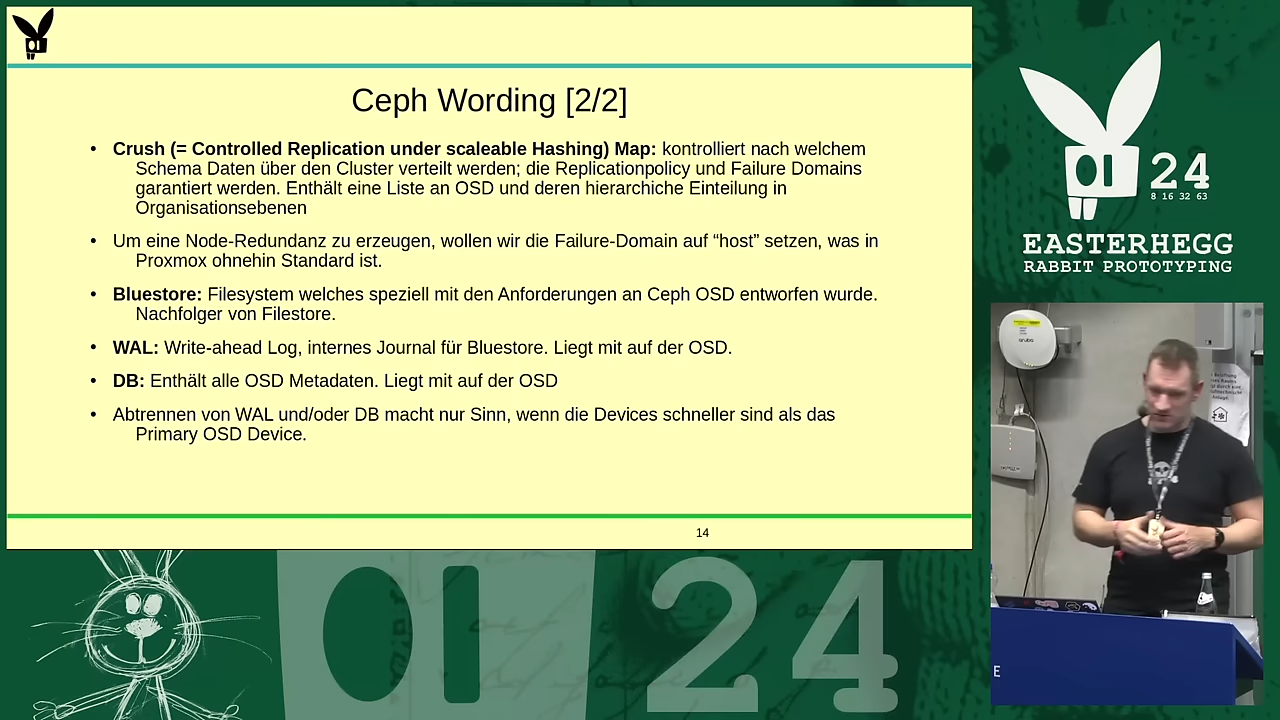 Ceph Wording [2/2]
• Crush (= Controlled Replication under scaleable Hashing) Map: kontrolliert nach welchem
Schema Daten über den Cluster verteilt werden; die Replicationpolicy und Failure Domains
garantiert werden. Enthält eine Liste an OSD und deren hierarchiche Einteilung in
Organisationsebenen
• Um eine Node-Redundanz zu erzeugen, wollen wir die Failure-Domain auf “host” setzen, was in
Proxmox ohnehin Standard ist.
• Bluestore: Filesystem welches speziell mit den Anforderungen an Ceph OSD entworfen wurde.
Nachfolger von Filestore.
• WAL: Write-ahead Log, internes Journal für Bluestore. Liegt mit auf der OSD.
• DB: Enthält alle OSD Metadaten. Liegt mit auf der OSD
• Abtrennen von WAL und/oder DB macht nur Sinn, wenn die Devices schneller sind als das
Primary OSD Device.
14
24
8 16 32 63
EASTERHEGG
RABBIT PROTOTYPING
aruba
E
24